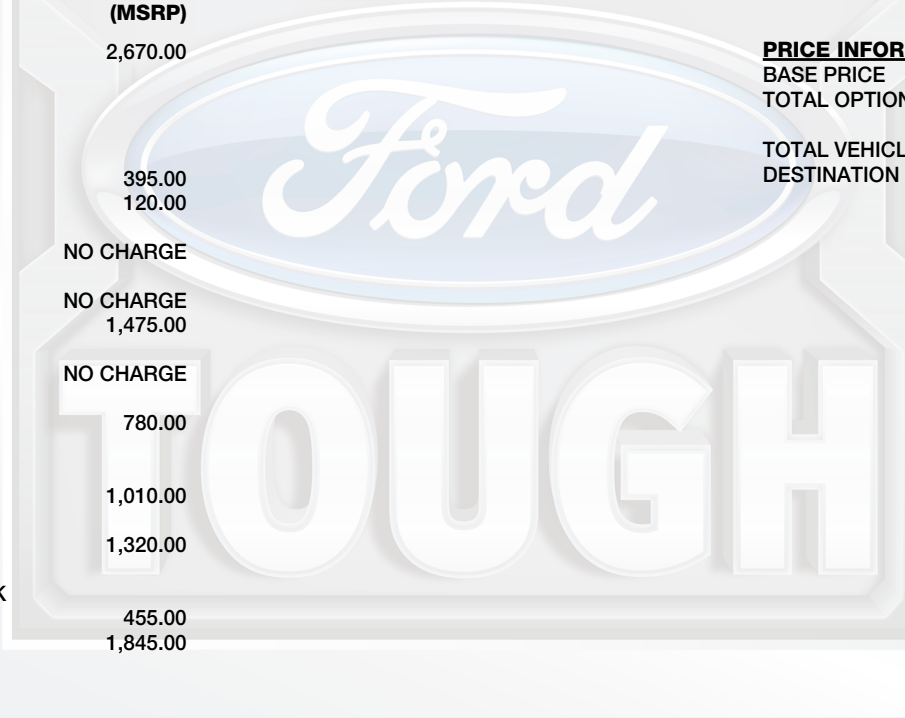 (MSRP)
2,670.00
395.00
120.00
NO CHARGE
NO CHARGE
1,475.00
NO CHARGE
780.00
1,010.00
1,320.00
K
455.00
1,845.00
PRICE INFOR
BASE PRICE
TOTAL OPTION
TOTAL VEHICL
DESTINATION
Ford
TOUGH